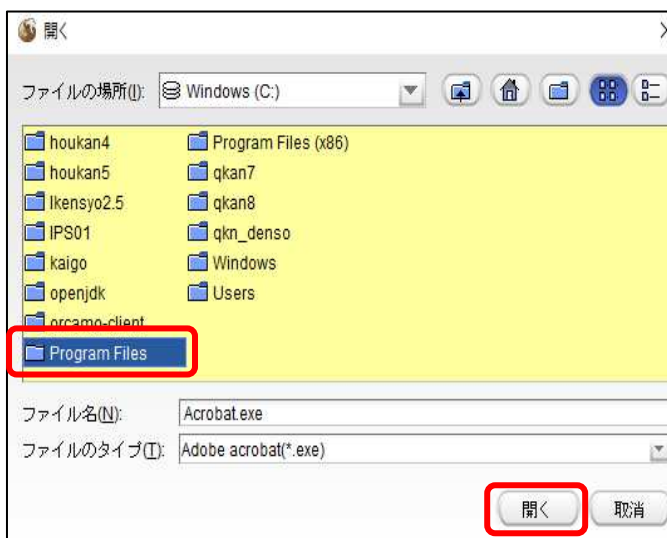 開く
ファイルの場所(I): Windows (C:)
houkan4
houkan5
Ikensyo2.5
IPS01
kaigo
openjdk
orcamo-client
Program Files
Program Files (x86)
qkan7
qkan8
qkn_denso
Windows
Users
ファイル名(N): Acrobat.exe
ファイルのタイプ(T): Adobe acrobat(*.exe)
開く 取消